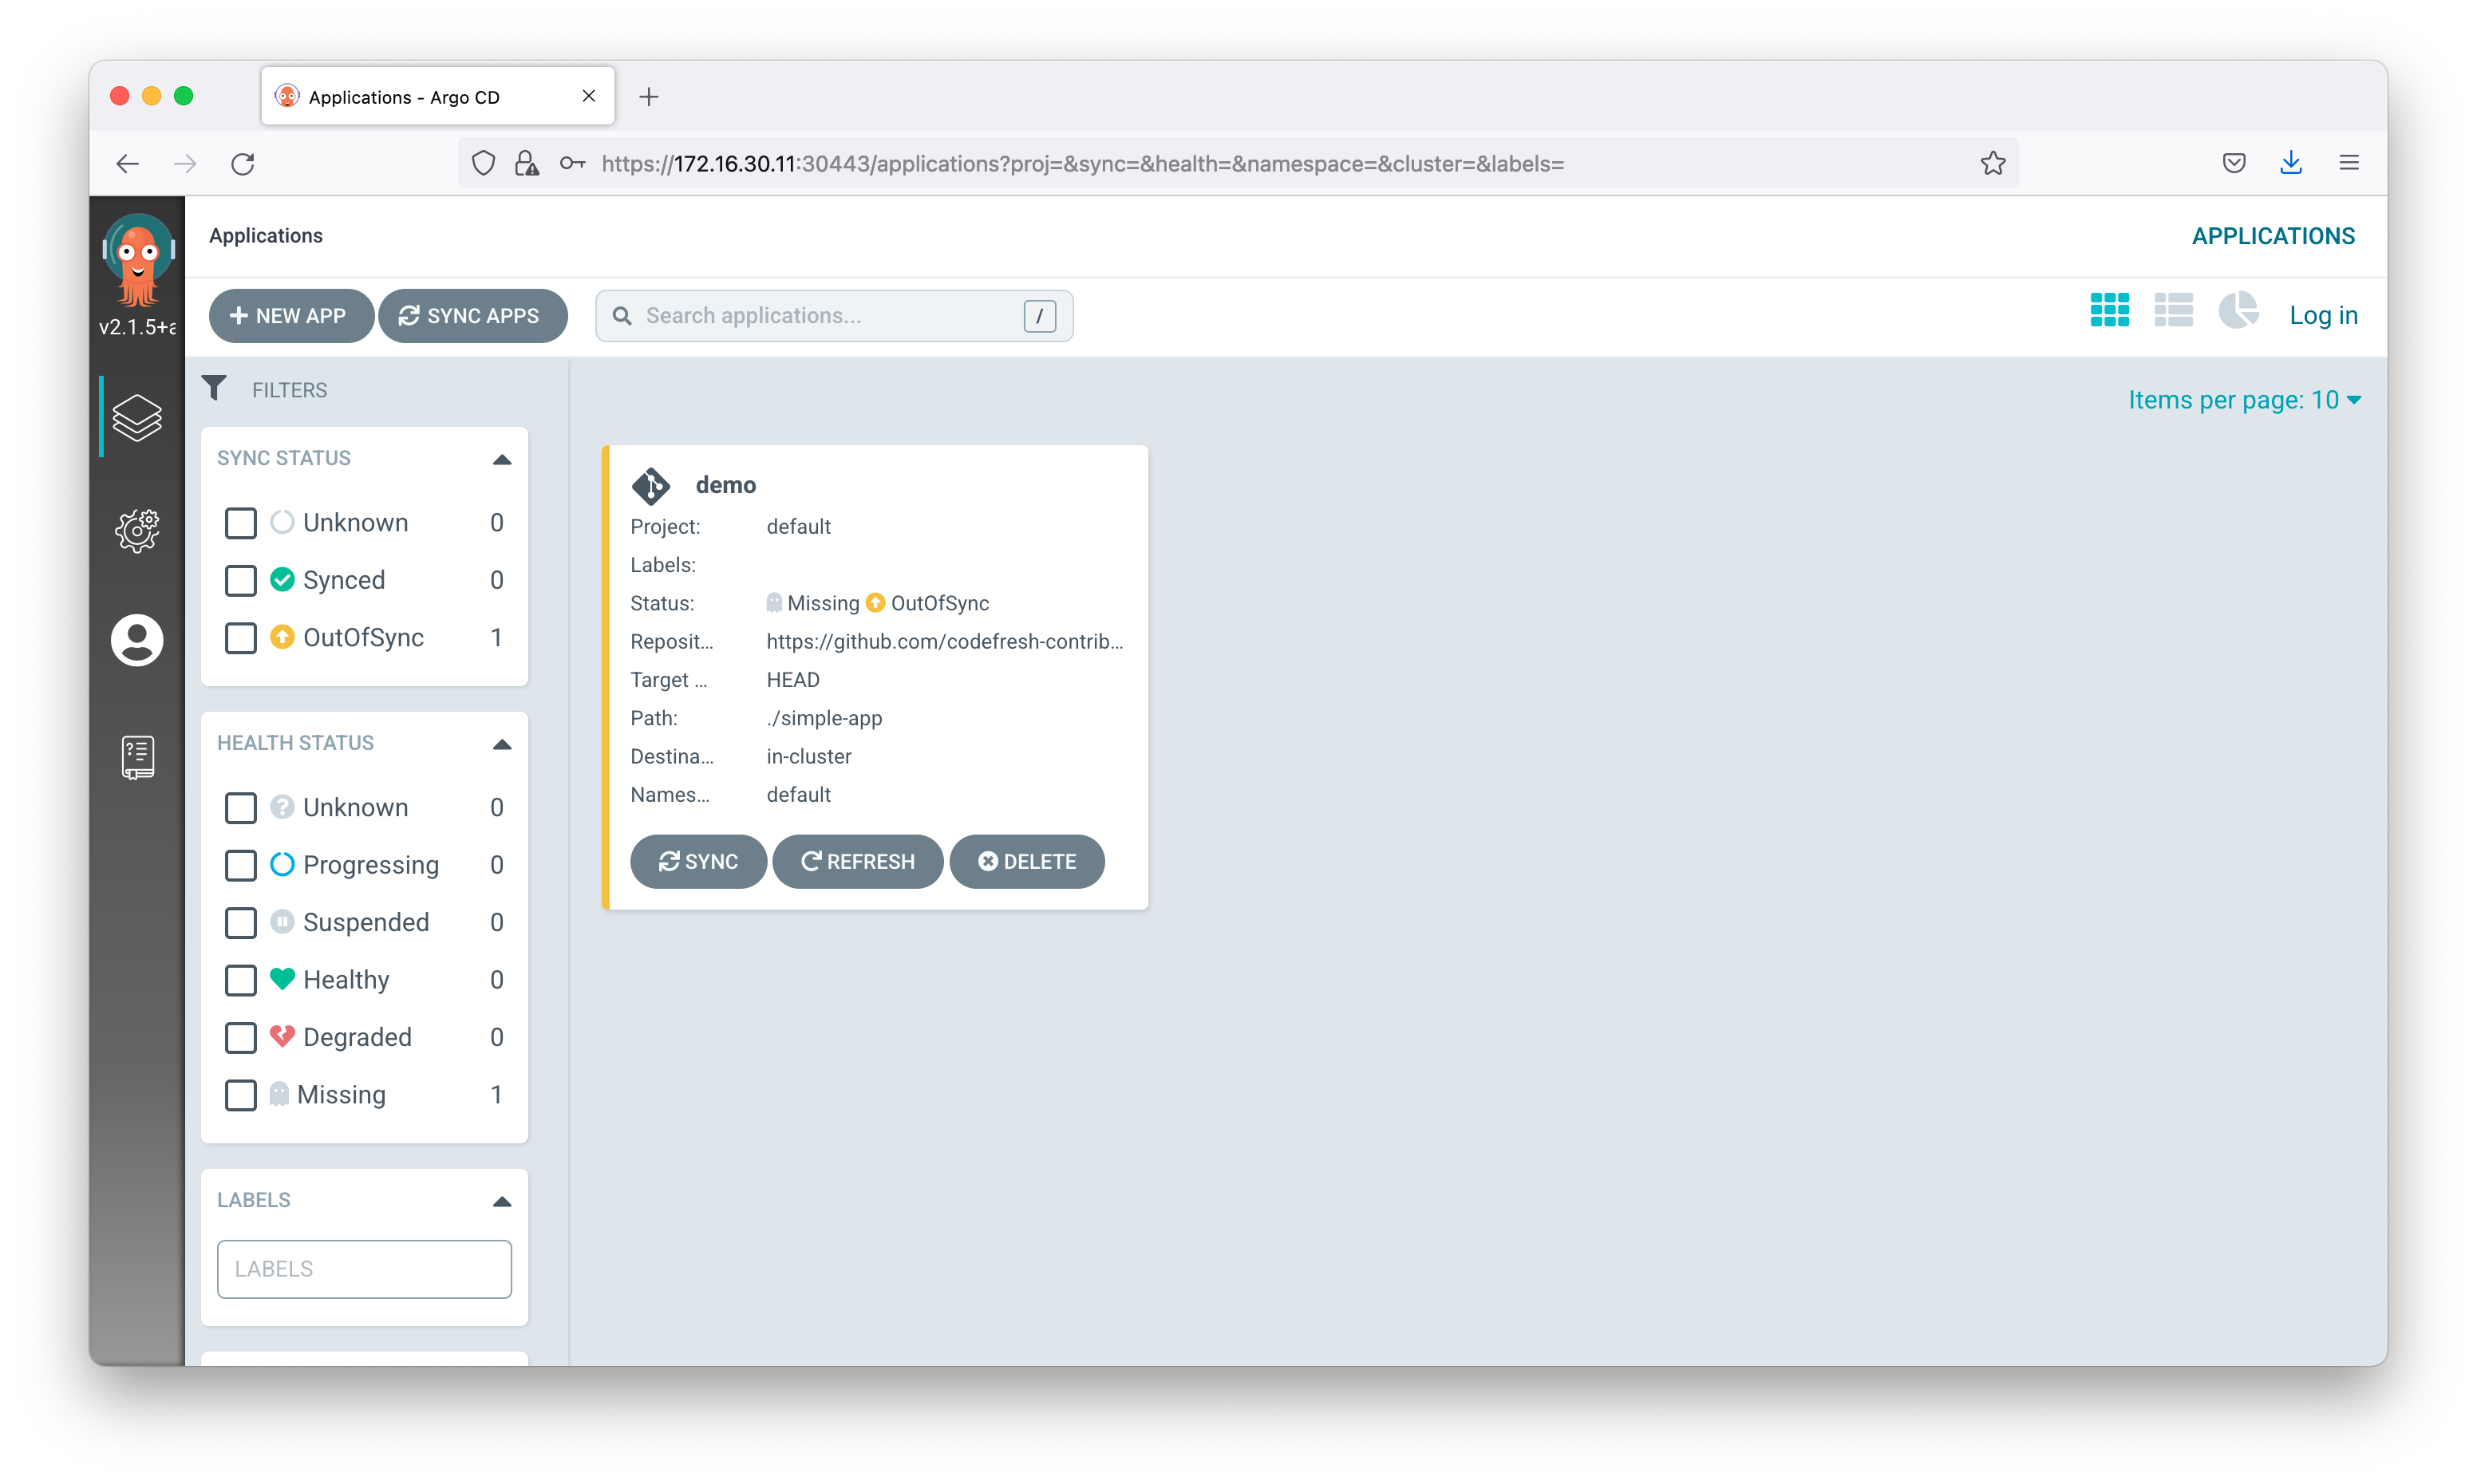 Applications - Argo CD
https://172.16.30.11:30443/applications?proj=&sync=&health=&namespace=&cluster=&labels=
Applications
APPLICATIONS
v2.1.5+a
NEW APP
SYNC APPS
Search applications...
/
Log in
FILTERS
Items per page: 10
SYNC STATUS
Unknown 0
Synced 0
OutOfSync 1
HEALTH STATUS
Unknown 0
Progressing 0
Suspended 0
Healthy 0
Degraded 0
Missing 1
LABELS
LABELS
demo
Project: default
Labels:
Status: Missing OutOfSync
Reposit... https://github.com/codefresh-contrib...
Target ... HEAD
Path: ./simple-app
Destina... in-cluster
Names... default
SYNC
REFRESH
DELETE